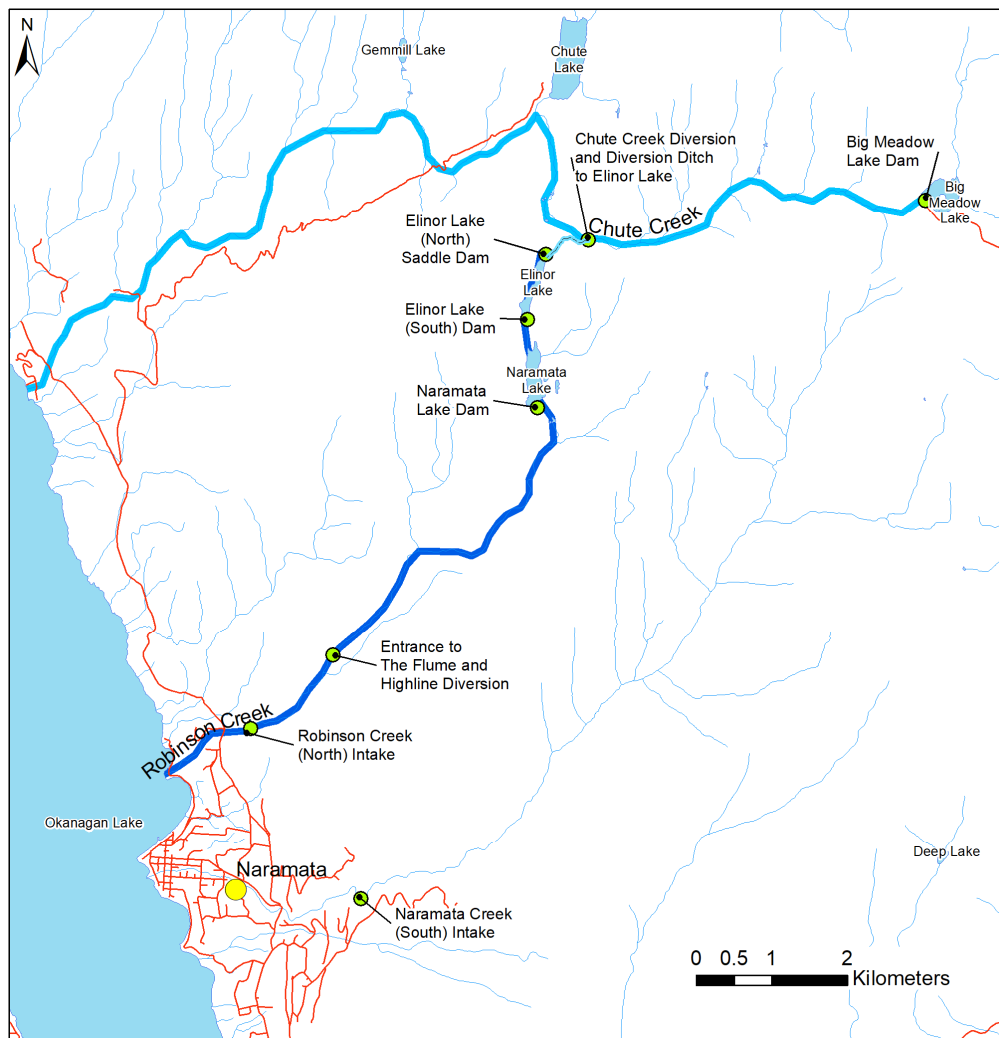 N
Gemmill Lake
Chute
Lake
Chute Creek Diversion
and Diversion Ditch
to Elinor Lake
Big Meadow
Lake Dam
Big
Meadow
Lake
Chute Creek
Elinor Lake
(North)
Saddle Dam
Elinor
Lake
Elinor Lake
(South) Dam
Naramata
Lake
Naramata
Lake Dam
Entrance to
The Flume and
Highline Diversion
Robinson Creek
Robinson Creek
(North) Intake
Okanagan Lake
Naramata
Deep Lake
Naramata Creek
(South) Intake
0 0.5 1 2
Kilometers